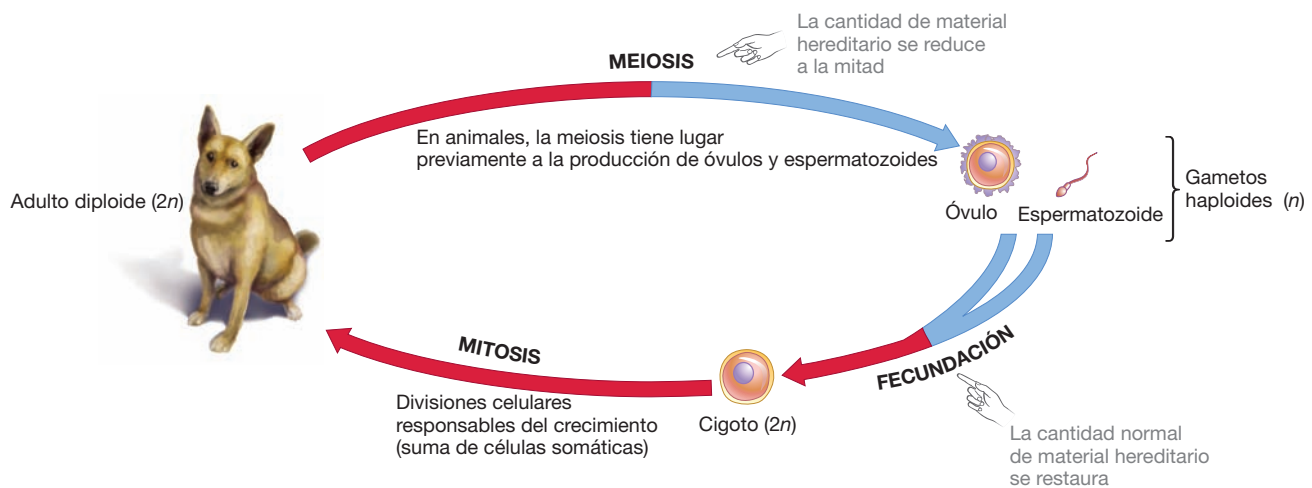 La cantidad de material
hereditario se reduce
a la mitad
MEIOSIS
En animales, la meiosis tiene lugar
previamente a la producción de óvulos y espermatozoides
Adulto diploide (2n)
Óvulo
Espermatozoide
Gametos
haploides (n)
MITOSIS
Divisiones celulares
responsables del crecimiento
(suma de células somáticas)
Cigoto (2n)
FECUNDACIÓN
La cantidad normal
de material hereditario
se restaura